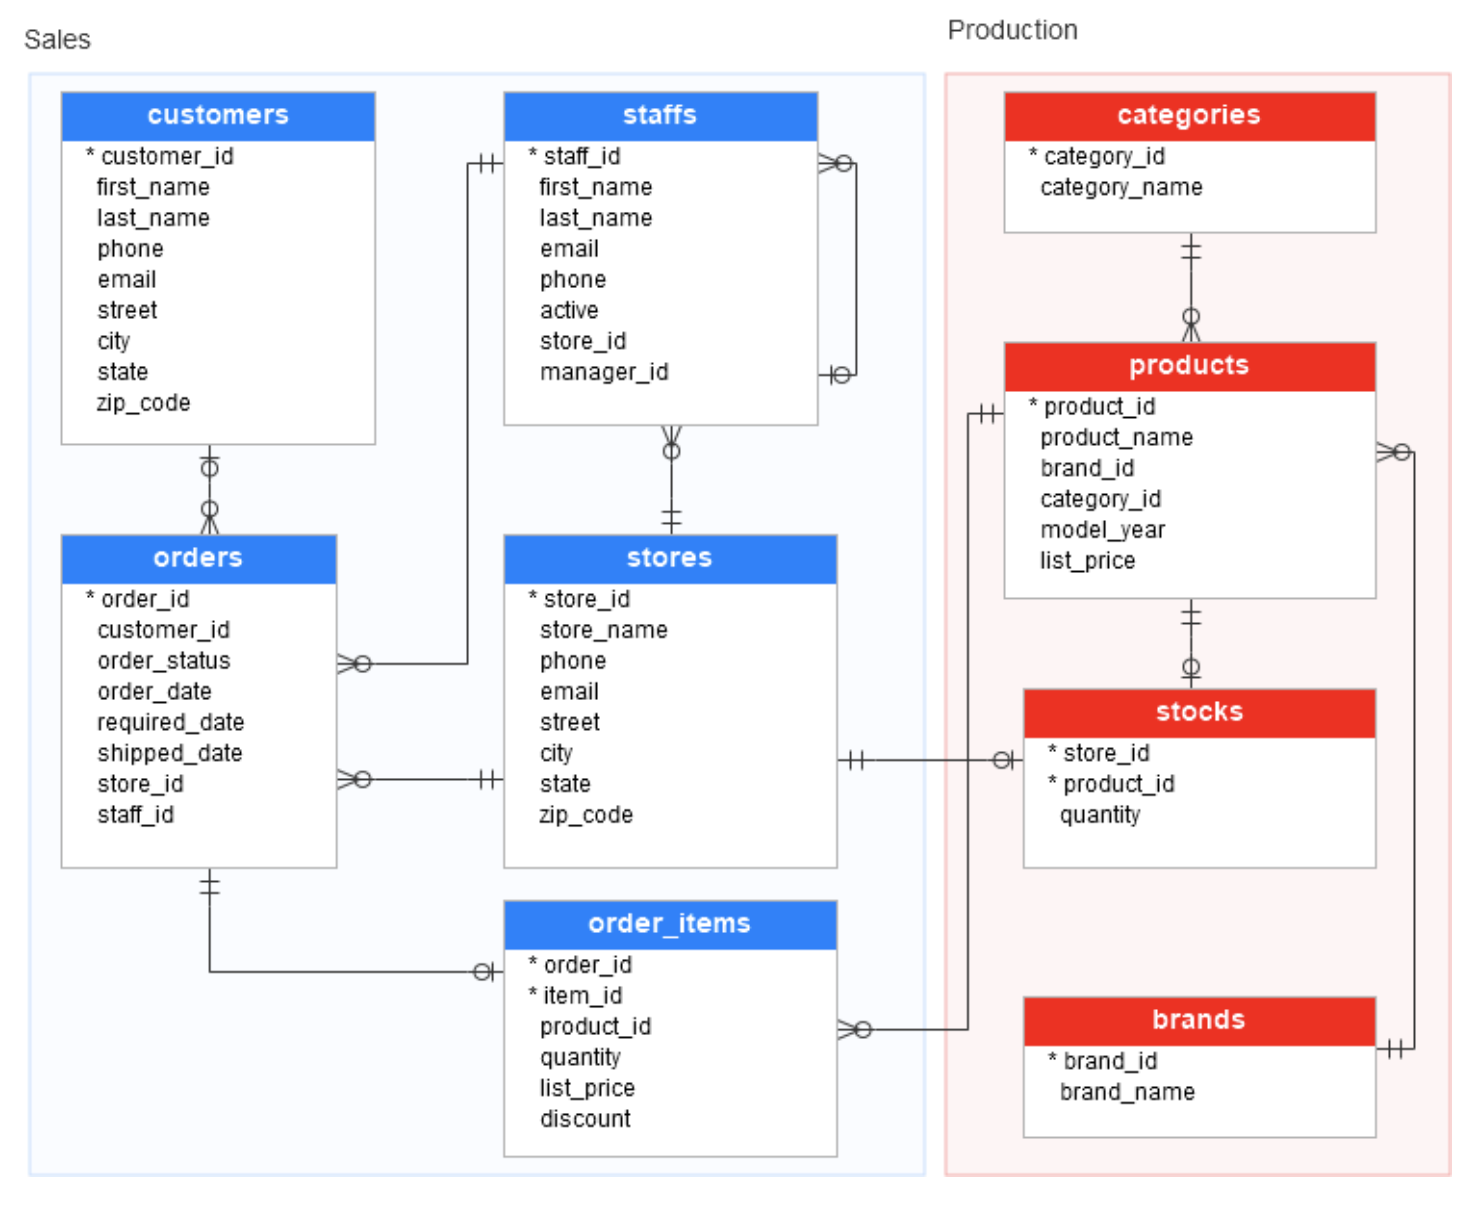 Sales
customers
* customer_id
first_name
last_name
phone
email
street
city
state
zip_code
staffs
* staff_id
first_name
last_name
email
phone
active
store_id
manager_id
orders
* order_id
customer_id
order_status
order_date
required_date
shipped_date
store_id
staff_id
stores
* store_id
store_name
phone
email
street
city
state
zip_code
order_items
* order_id
* item_id
product_id
quantity
list_price
discount
Production
categories
* category_id
category_name
products
* product_id
product_name
brand_id
category_id
model_year
list_price
stocks
* store_id
* product_id
quantity
brands
* brand_id
brand_name